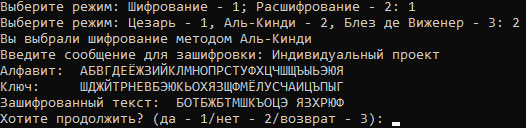 Выберите режим: Шифрование - 1; Расшифрование - 2: 1
Выберите режим: Цезарь - 1, Аль-Кинди - 2, Блез де Виженер - 3: 2
Вы выбрали шифрование методом Аль-Кинди
Введите сообщение для зашифровки: Индивидуальный проект
Алфавит:  АБВГДЕЁЖЗИЙКЛМНОПРСТУФХЦЧШЩЪЫЬЭЮЯ
Ключ:     ШДЖЙТРНЕВБЭЮКЬОХЯЗЩФМЁЛУСЧАИЦЪПЫГ
Зашифрованный текст:  БОТБЖБТМШКЪОЦЭ ЯЗХРЮФ
Хотите продолжить? (да - 1/нет - 2/возврат - 3):